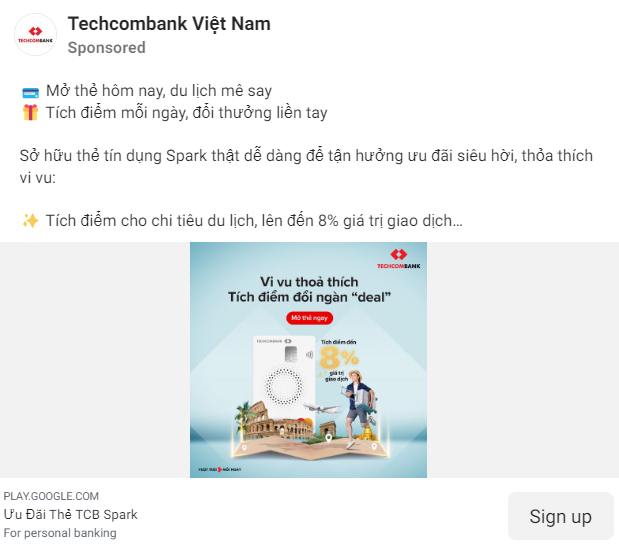 Techcombank Việt Nam
TECHCOMBANK
Sponsored
Mở thẻ hôm nay, du lịch mê say
Tích điểm mỗi ngày, đổi thưởng liền tay
Sở hữu thẻ tín dụng Spark thật dễ dàng để tận hưởng ưu đãi siêu hời, thỏa thích
vi vu:
Tích điểm cho chi tiêu du lịch, lên đến 8% giá trị giao dịch...
TECHCOMBANK
Vi vu thoả thích
Tích điểm đổi ngàn “deal”
Mở thẻ ngay
TECHCOMBANK
Tích điểm đến
8%
giá trị
giao dịch
MỖI NGÀY
PLAY.GOOGLE.COM
Ưu Đãi Thẻ TCB Spark
For personal banking
Sign up